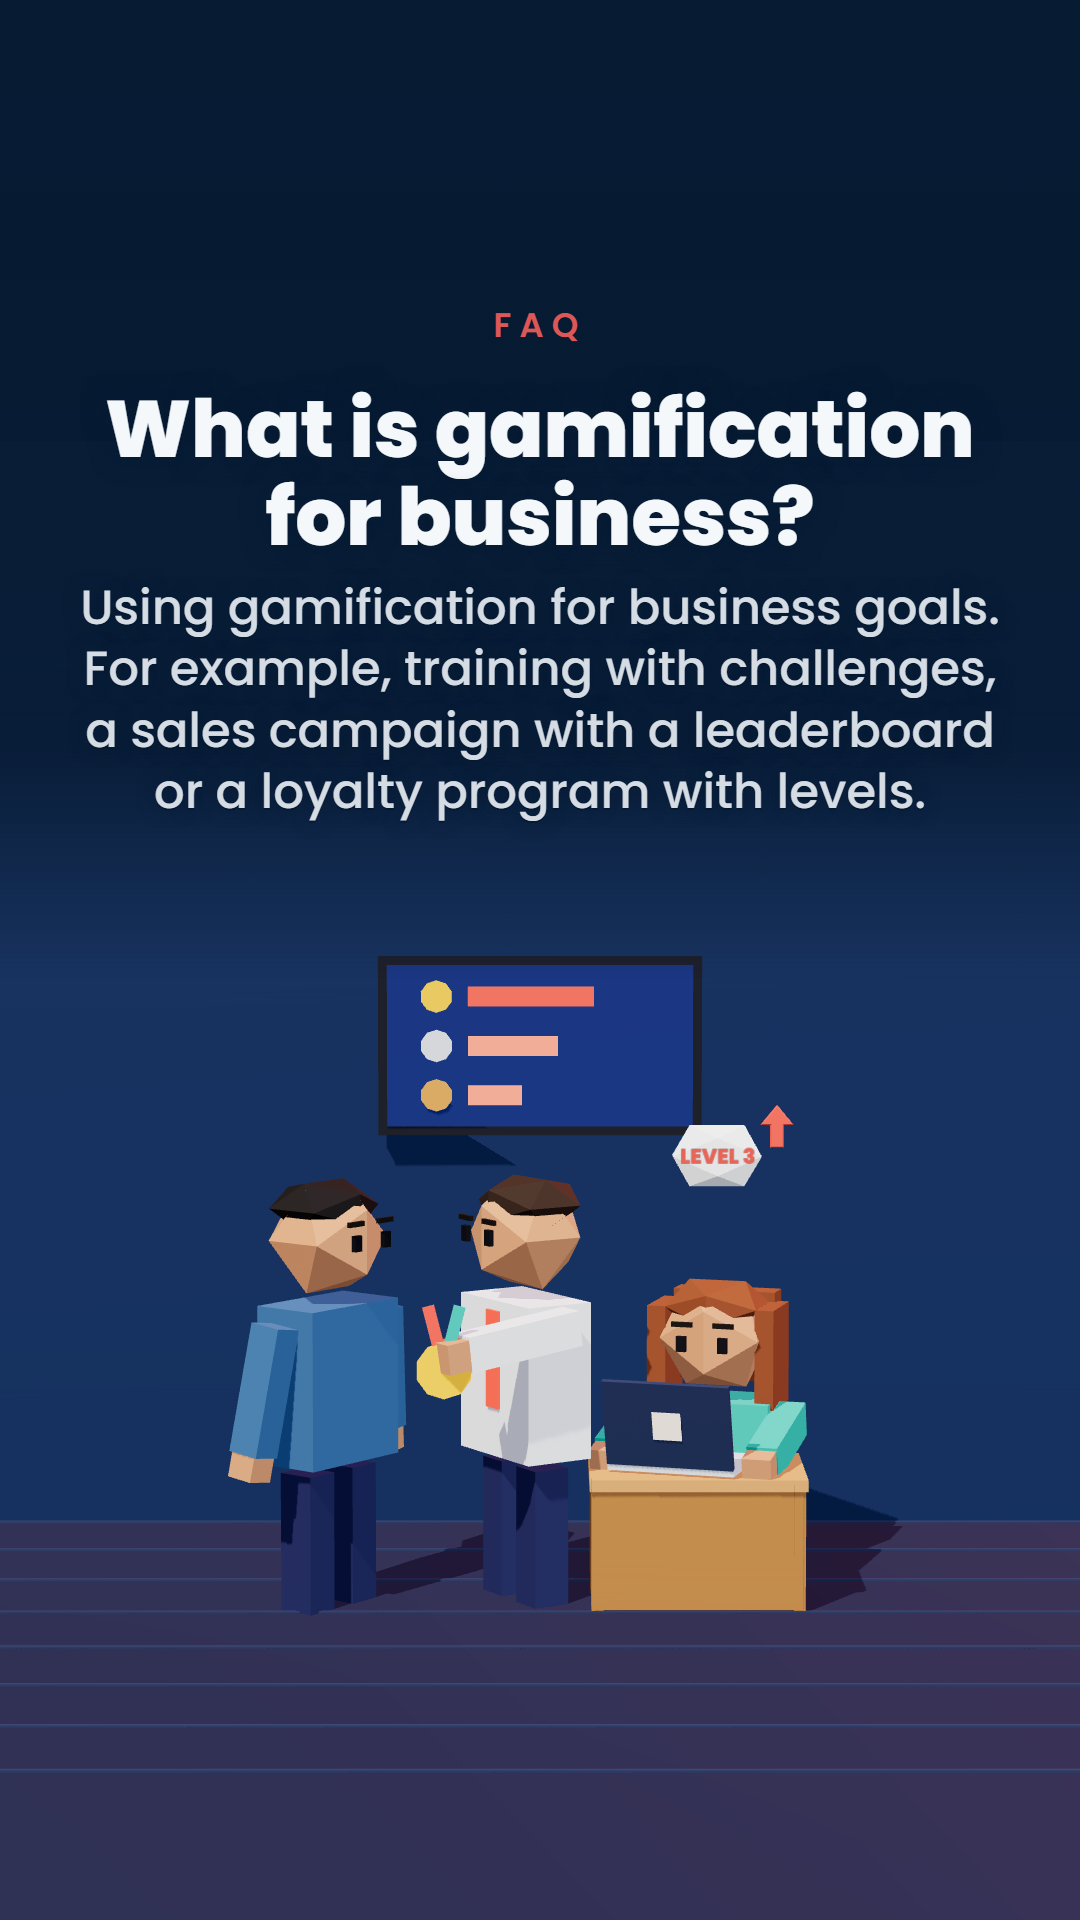 FAQ
What is gamification
for business?
Using gamification for business goals.
For example, training with challenges,
a sales campaign with a leaderboard
or a loyalty program with levels.
LEVEL 3